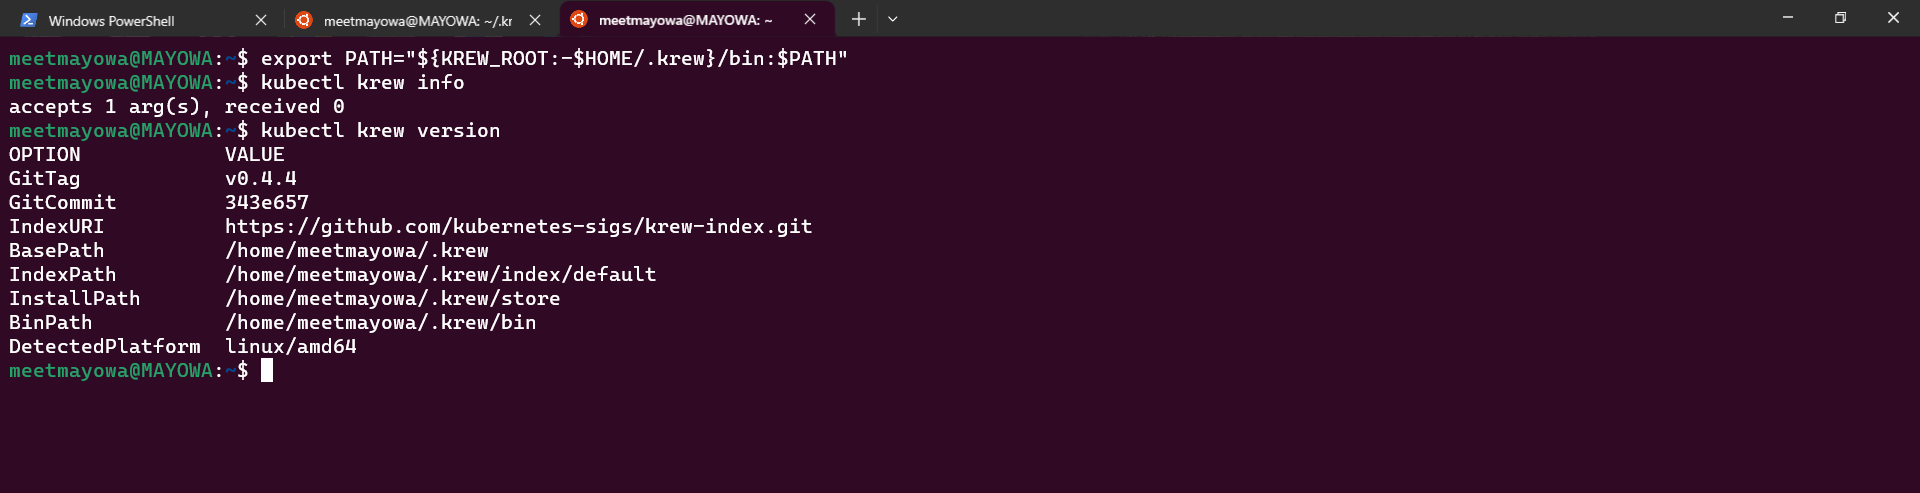 Windows PowerShell
meetmayowa@MAYOWA: ~/.kr
meetmayowa@MAYOWA: ~
meetmayowa@MAYOWA:~$ export PATH="${KREW_ROOT:-$HOME/.krew}/bin:$PATH"
meetmayowa@MAYOWA:~$ kubectl krew info
accepts 1 arg(s), received 0
meetmayowa@MAYOWA:~$ kubectl krew version
OPTION            VALUE
GitTag            v0.4.4
GitCommit         343e657
IndexURI          https://github.com/kubernetes-sigs/krew-index.git
BasePath          /home/meetmayowa/.krew
IndexPath         /home/meetmayowa/.krew/index/default
InstallPath       /home/meetmayowa/.krew/store
BinPath           /home/meetmayowa/.krew/bin
DetectedPlatform  linux/amd64
meetmayowa@MAYOWA:~$